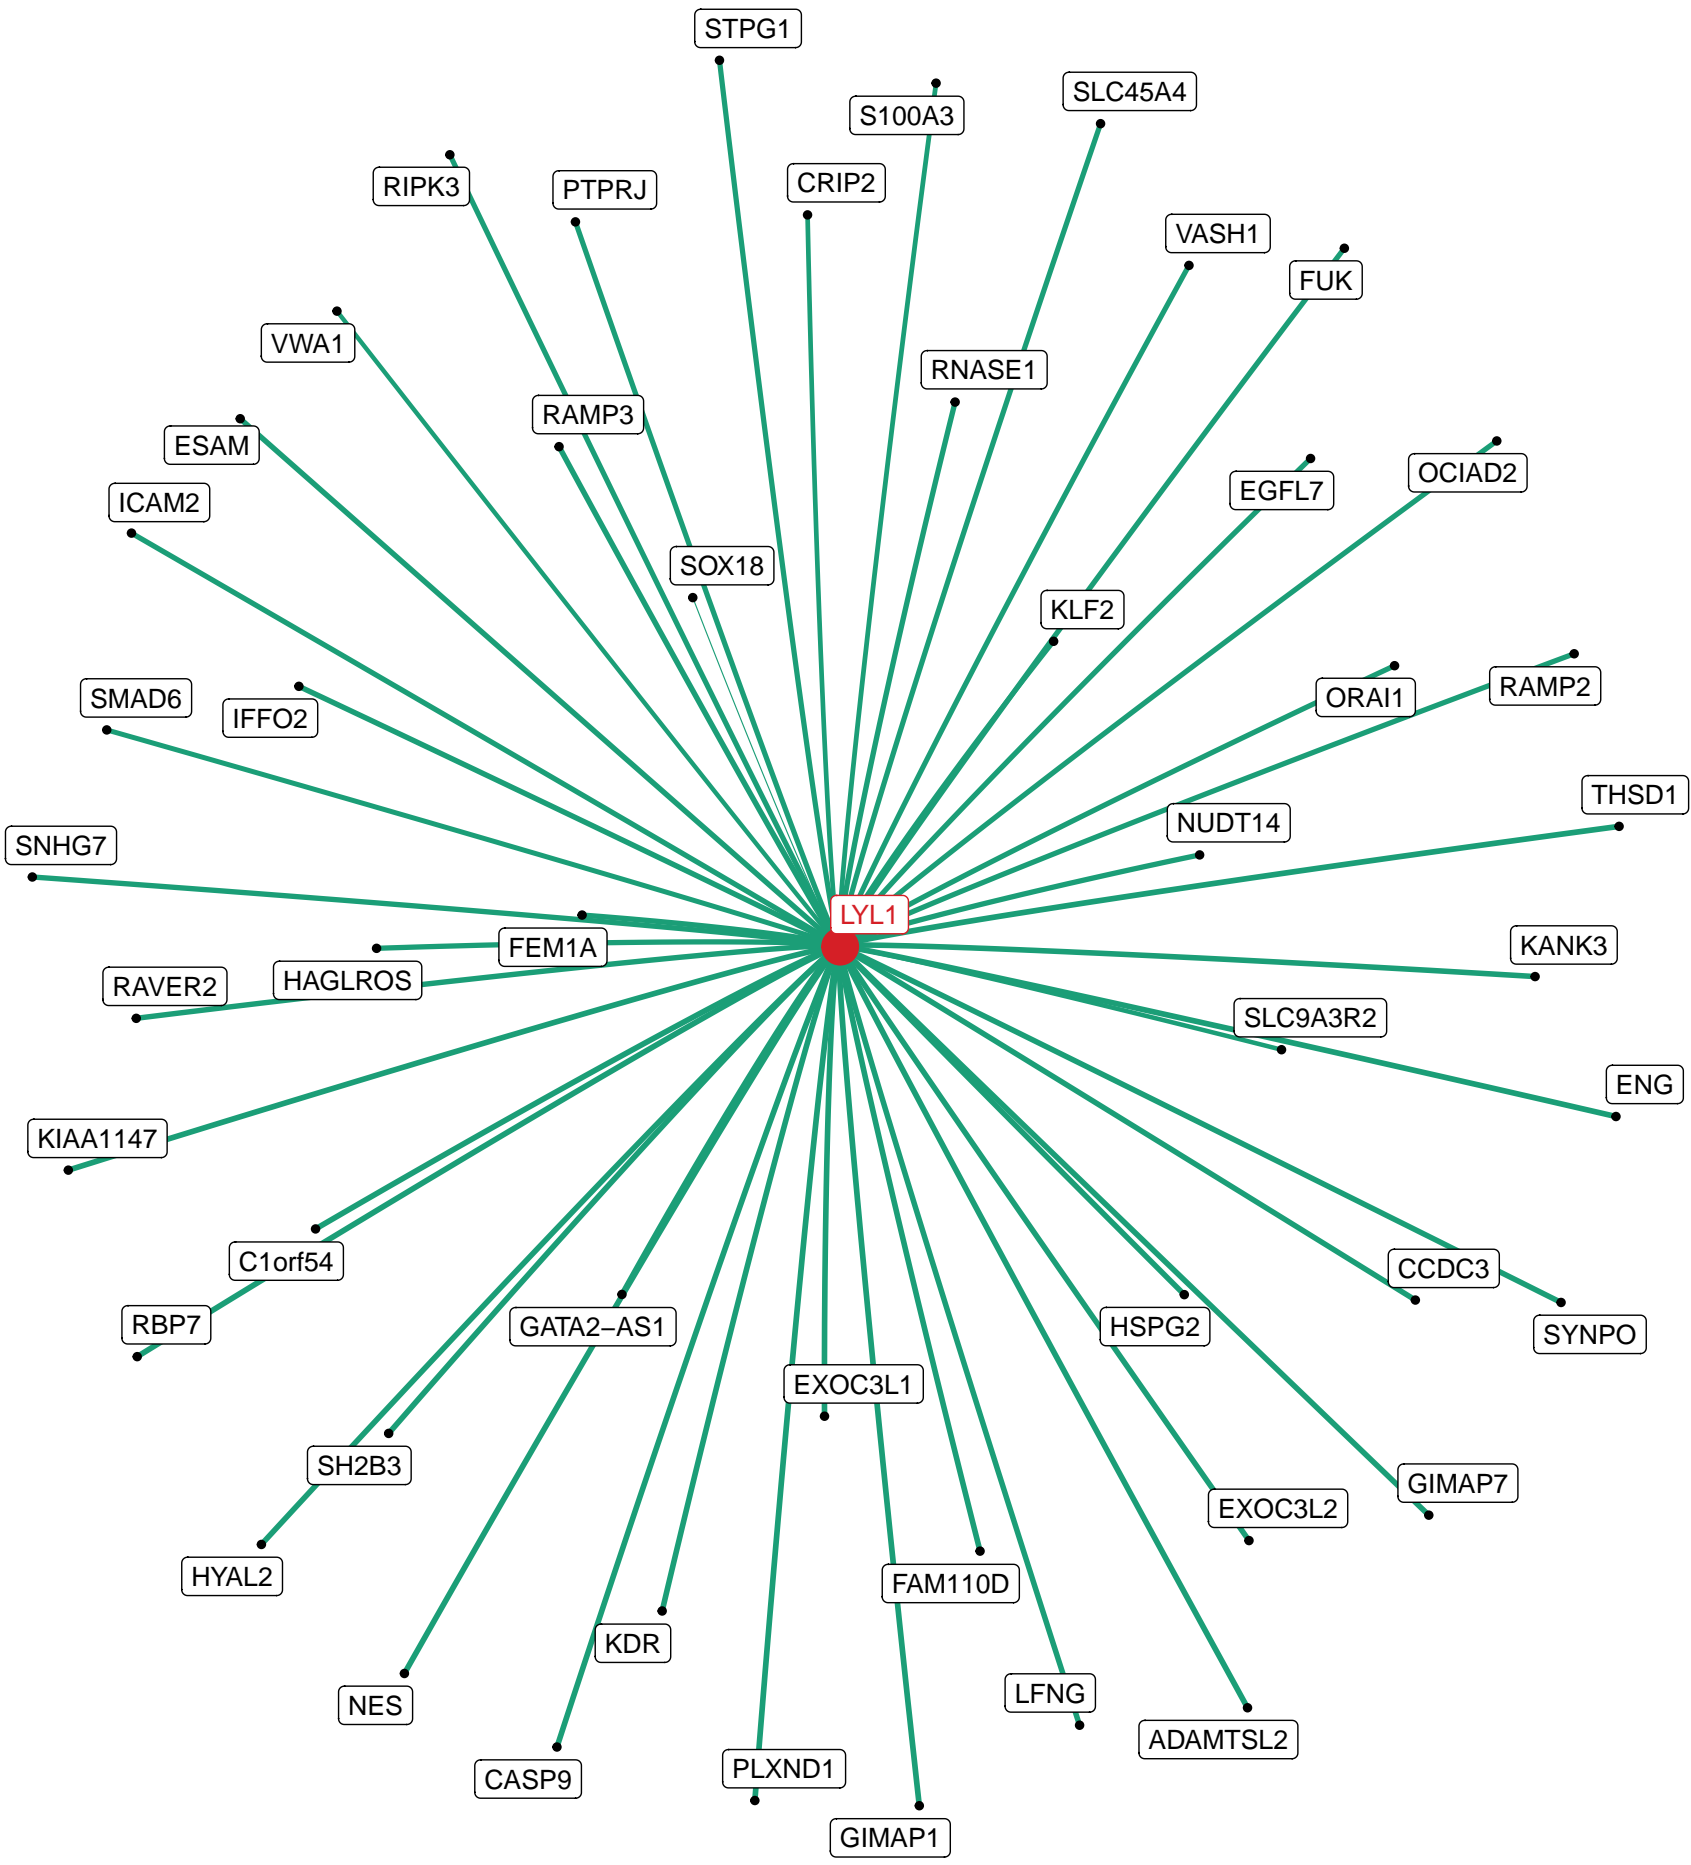 STPG1
S100A3
SLC45A4
RIPK3
PTPRJ
CRIP2
VASH1
FUK
VWA1
RNASE1
RAMP3
ESAM
OCIAD2
EGFL7
ICAM2
SOX18
KLF2
RAMP2
SMAD6
ORAI1
IFFO2
THSD1
NUDT14
SNHG7
LYL1
FEM1A
KANK3
HAGLROS
RAVER2
SLC9A3R2
ENG
KIAA1147
C1orf54
CCDC3
RBP7
GATA2−AS1
HSPG2
SYNPO
EXOC3L1
SH2B3
GIMAP7
EXOC3L2
HYAL2
FAM110D
KDR
LFNG
NES
ADAMTSL2
PLXND1
CASP9
GIMAP1